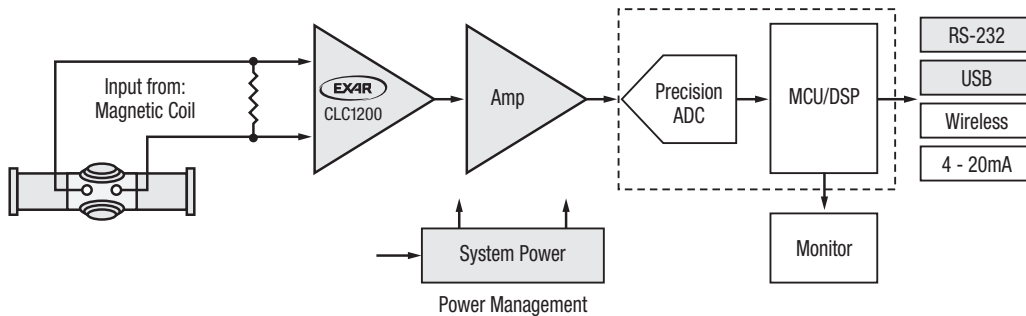 Input from:
Magnetic Coil
EXAR
CLC1200
Amp
Precision
ADC
MCU/DSP
RS-232
USB
Wireless
4 - 20mA
System Power
Monitor
Power Management